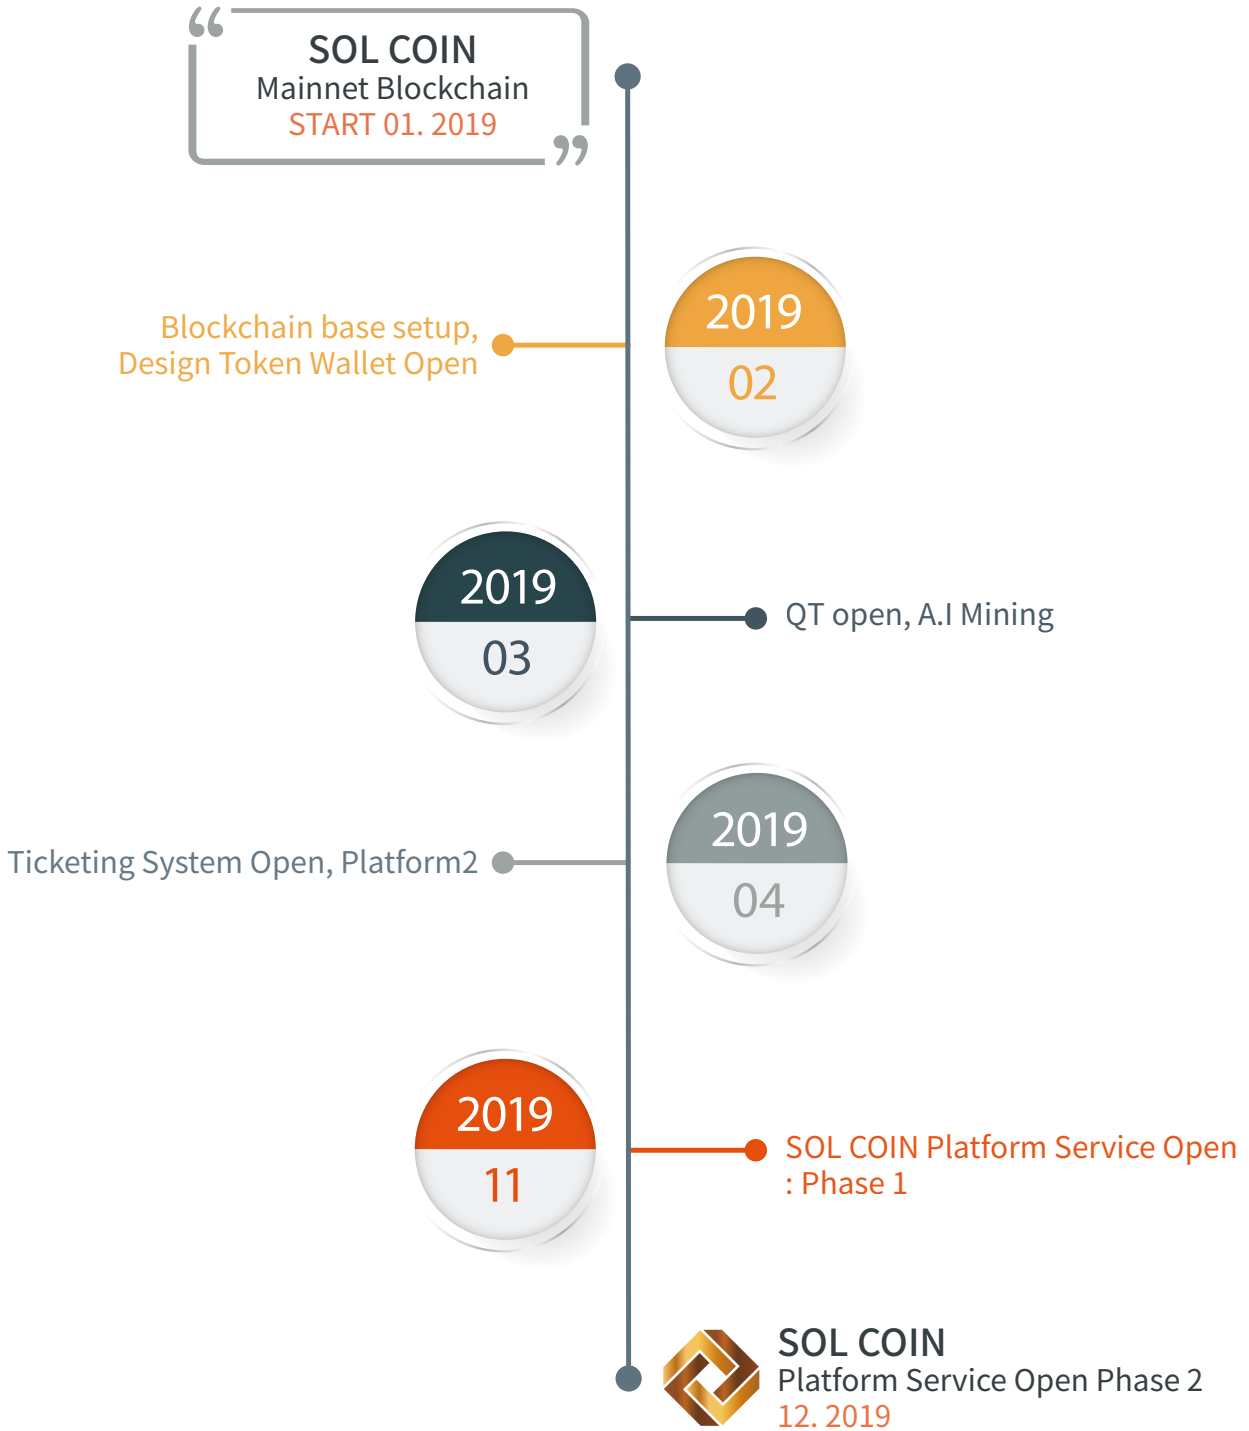 SOL COIN
Mainnet Blockchain
START 01. 2019
2019
02
Blockchain base setup,
Design Token Wallet Open
2019
03
QT open, A.I Mining
2019
04
Ticketing System Open, Platform2
2019
11
SOL COIN Platform Service Open
: Phase 1
SOL COIN
Platform Service Open Phase 2
12. 2019